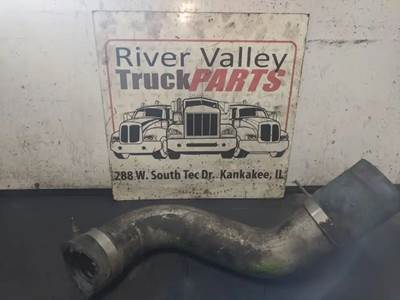 River Valley
TruckPARTS
288 W. South Tec Dr. Kankakee, IL